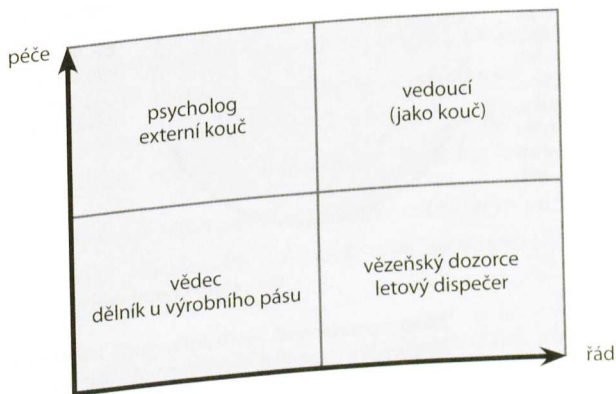 péče
psycholog
externí kouč
vedoucí
(jako kouč)
vědec
dělník u výrobního pásu
vězeňský dozorce
letový dispečer
řád